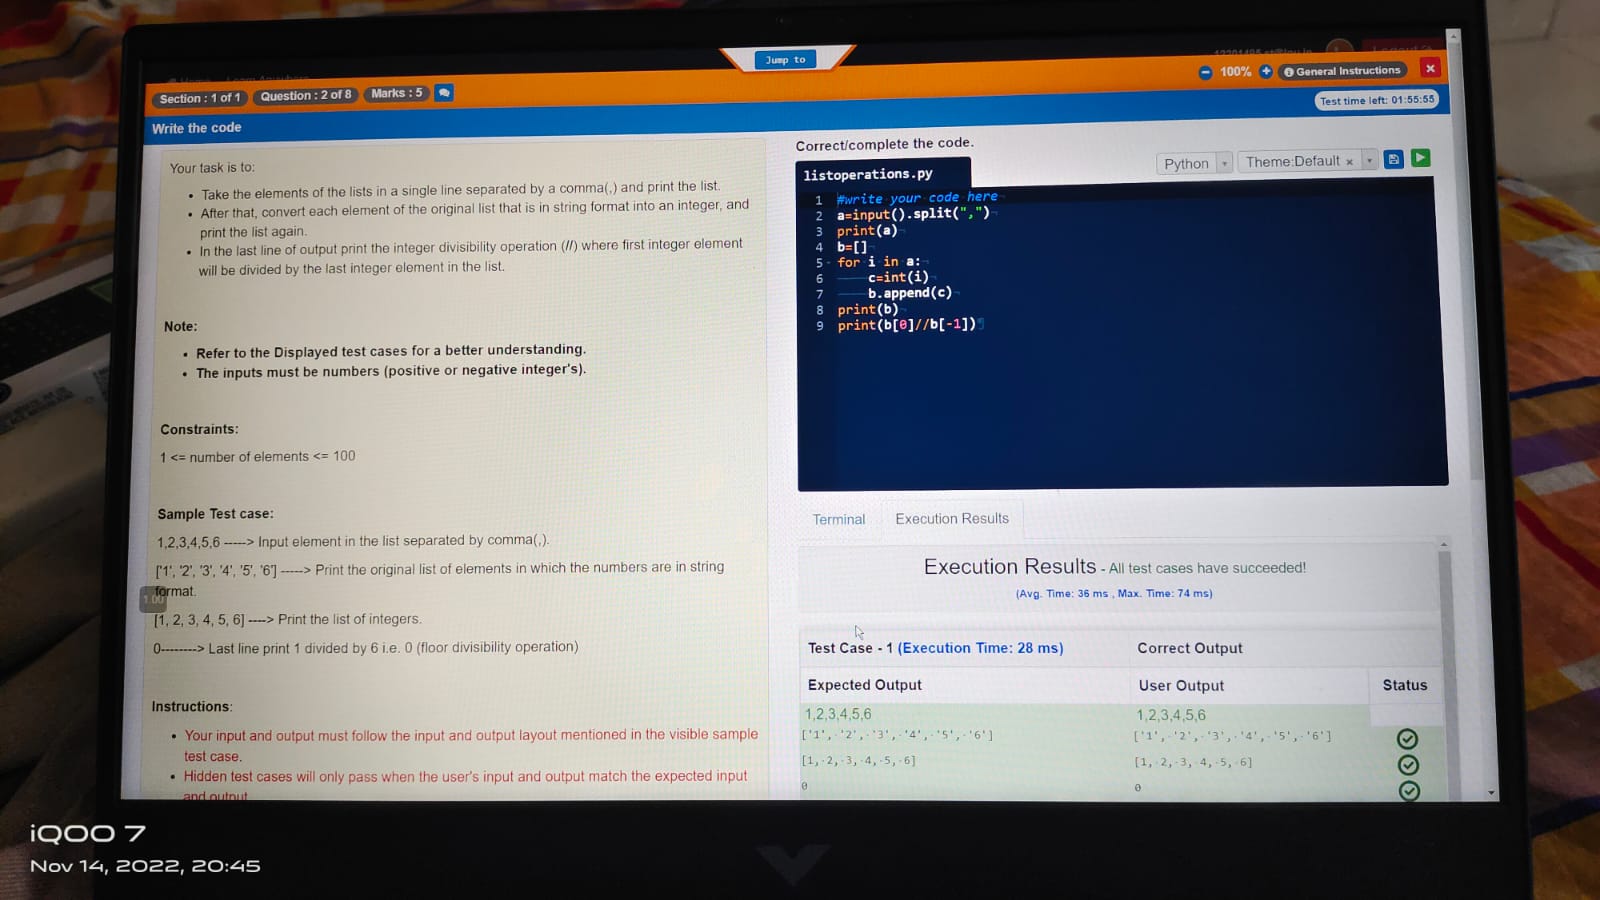 Jump to
100%
General Instructions
Section : 1 of 1
Question : 2 of 8
Marks : 5
Test time left: 01:55:55
Write the code
Your task is to:
• Take the elements of the lists in a single line separated by a comma(,) and print the list.
• After that, convert each element of the original list that is in string format into an integer, and
print the list again.
• In the last line of output print the integer divisibility operation (//) where first integer element
will be divided by the last integer element in the list.
Note:
• Refer to the Displayed test cases for a better understanding.
• The inputs must be numbers (positive or negative integer's).
Constraints:
1 <= number of elements <= 100
Sample Test case:
1,2,3,4,5,6 -----> Input element in the list separated by comma(,).
['1', '2', '3', '4', '5', '6'] -----> Print the original list of elements in which the numbers are in string
format.
1.00
[1, 2, 3, 4, 5, 6] ----> Print the list of integers.
0--------> Last line print 1 divided by 6 i.e. 0 (floor divisibility operation)
Instructions:
• Your input and output must follow the input and output layout mentioned in the visible sample
test case.
• Hidden test cases will only pass when the user's input and output match the expected input
and output
Correct/complete the code.
listoperations.py
Python
Theme:Default ×
1 #write your code here
2 a=input().split(",")
3 print(a)
4 b=[]
5 for i in a:
6 c=int(i)
7 b.append(c)
8 print(b)
9 print(b[0]//b[-1])
Terminal
Execution Results
Execution Results - All test cases have succeeded!
(Avg. Time: 36 ms , Max. Time: 74 ms)
Test Case - 1 (Execution Time: 28 ms)
Correct Output
Expected Output
User Output
Status
1,2,3,4,5,6
1,2,3,4,5,6
['1',·'2',·'3',·'4',·'5',·'6']
['1',·'2',·'3',·'4',·'5',·'6']
[1,·2,·3,·4,·5,·6]
[1,·2,·3,·4,·5,·6]
0
0
iQOO 7
Nov 14, 2022, 20:45